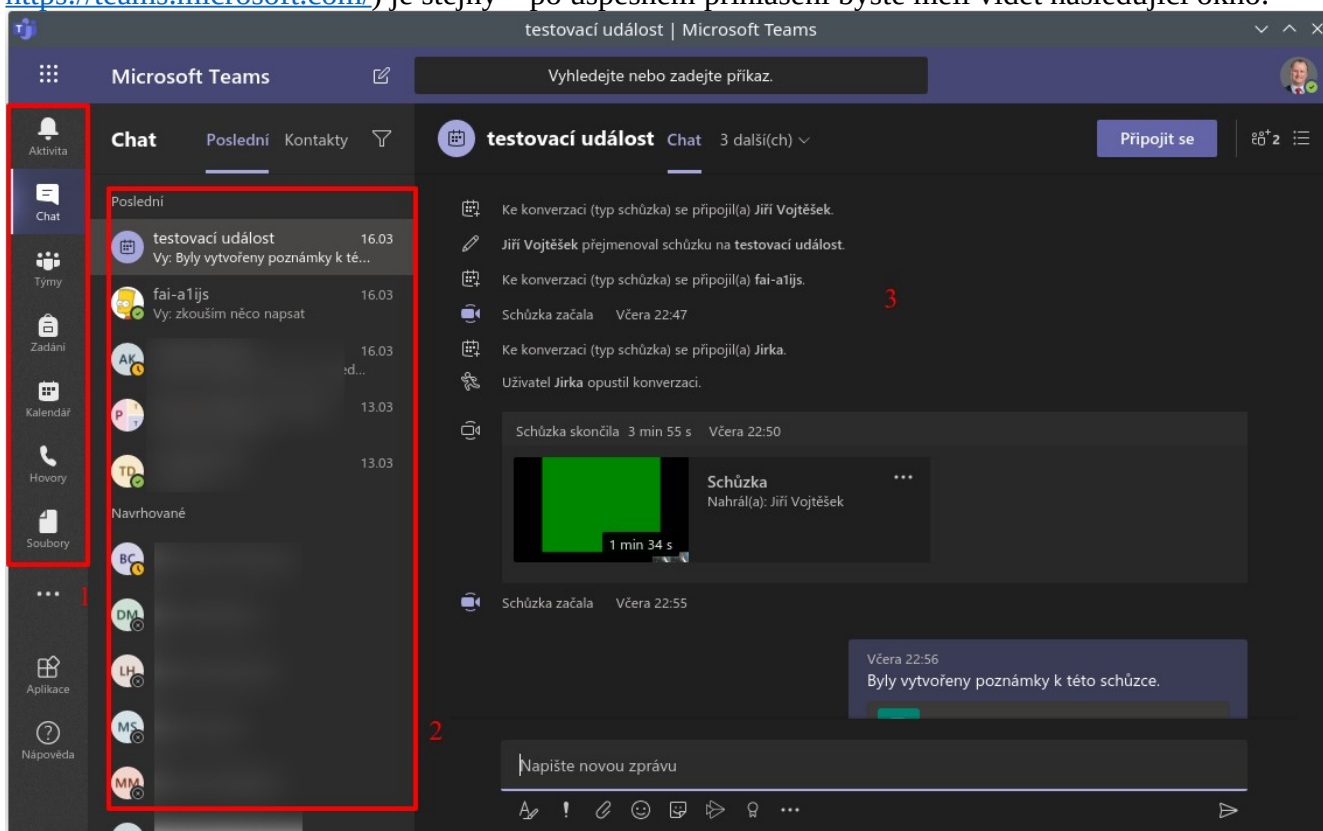 https://teams.microsoft.com/) je stejný – po úspěšném přihlášení byste měli vidět následující okno:
testovací událost | Microsoft Teams
Microsoft Teams
Vyhledejte nebo zadejte příkaz.
Aktivita
Chat
Týmy
Zadání
Kalendář
Hovory
Soubory
1
Aplikace
Nápověda
Chat Poslední Kontakty
Poslední
testovací událost 16.03
Vy: Byly vytvořeny poznámky k té...
fai-a1ijs 16.03
Vy: zkouším něco napsat
AK 16.03
ed...
P T T 13.03
TD 13.03
Navrhované
BC
DM
LH
MS
MM
2
testovací událost Chat 3 další(ch) Připojit se 2
Ke konverzaci (typ schůzka) se připojil(a) Jiří Vojtěšek.
Jiří Vojtěšek přejmenoval schůzku na testovací událost.
Ke konverzaci (typ schůzka) se připojil(a) fai-a1ijs.
3
Schůzka začala Včera 22:47
Ke konverzaci (typ schůzka) se připojil(a) Jirka.
Uživatel Jirka opustil konverzaci.
Schůzka skončila 3 min 55 s Včera 22:50
Schůzka
Nahrál(a): Jiří Vojtěšek
1 min 34 s
Schůzka začala Včera 22:55
Včera 22:56
Byly vytvořeny poznámky k této schůzce.
Napište novou zprávu